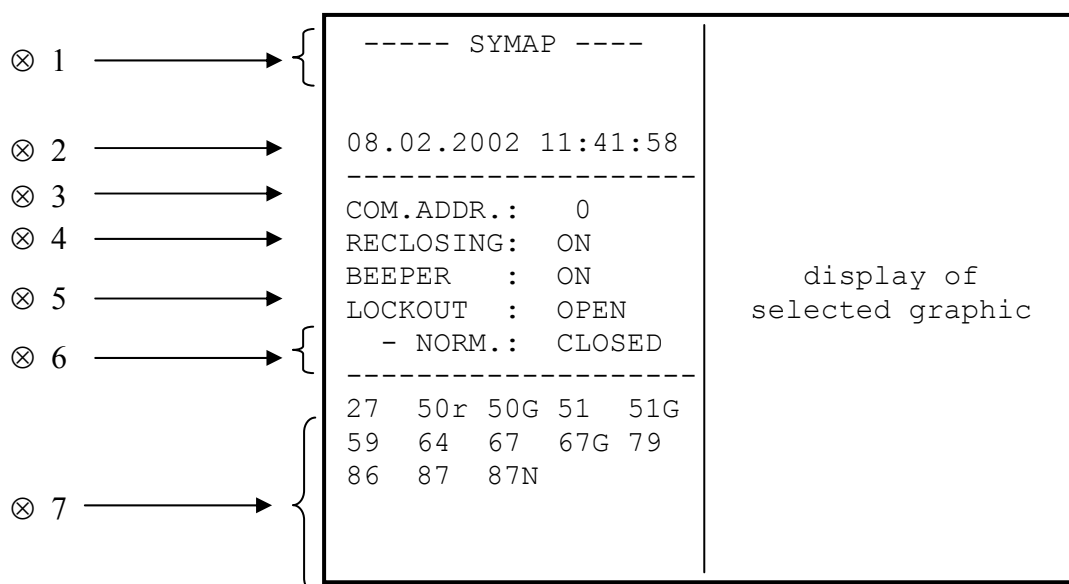 ⊗ 1
----- SYMAP ----
⊗ 2
08.02.2002 11:41:58
--------------------
⊗ 3
COM.ADDR.: 0
⊗ 4
RECLOSING: ON
BEEPER : ON
⊗ 5
LOCKOUT : OPEN
⊗ 6
- NORM.: CLOSED
--------------------
27 50r 50G 51 51G
59 64 67 67G 79
86 87 87N
⊗ 7
display of
selected graphic